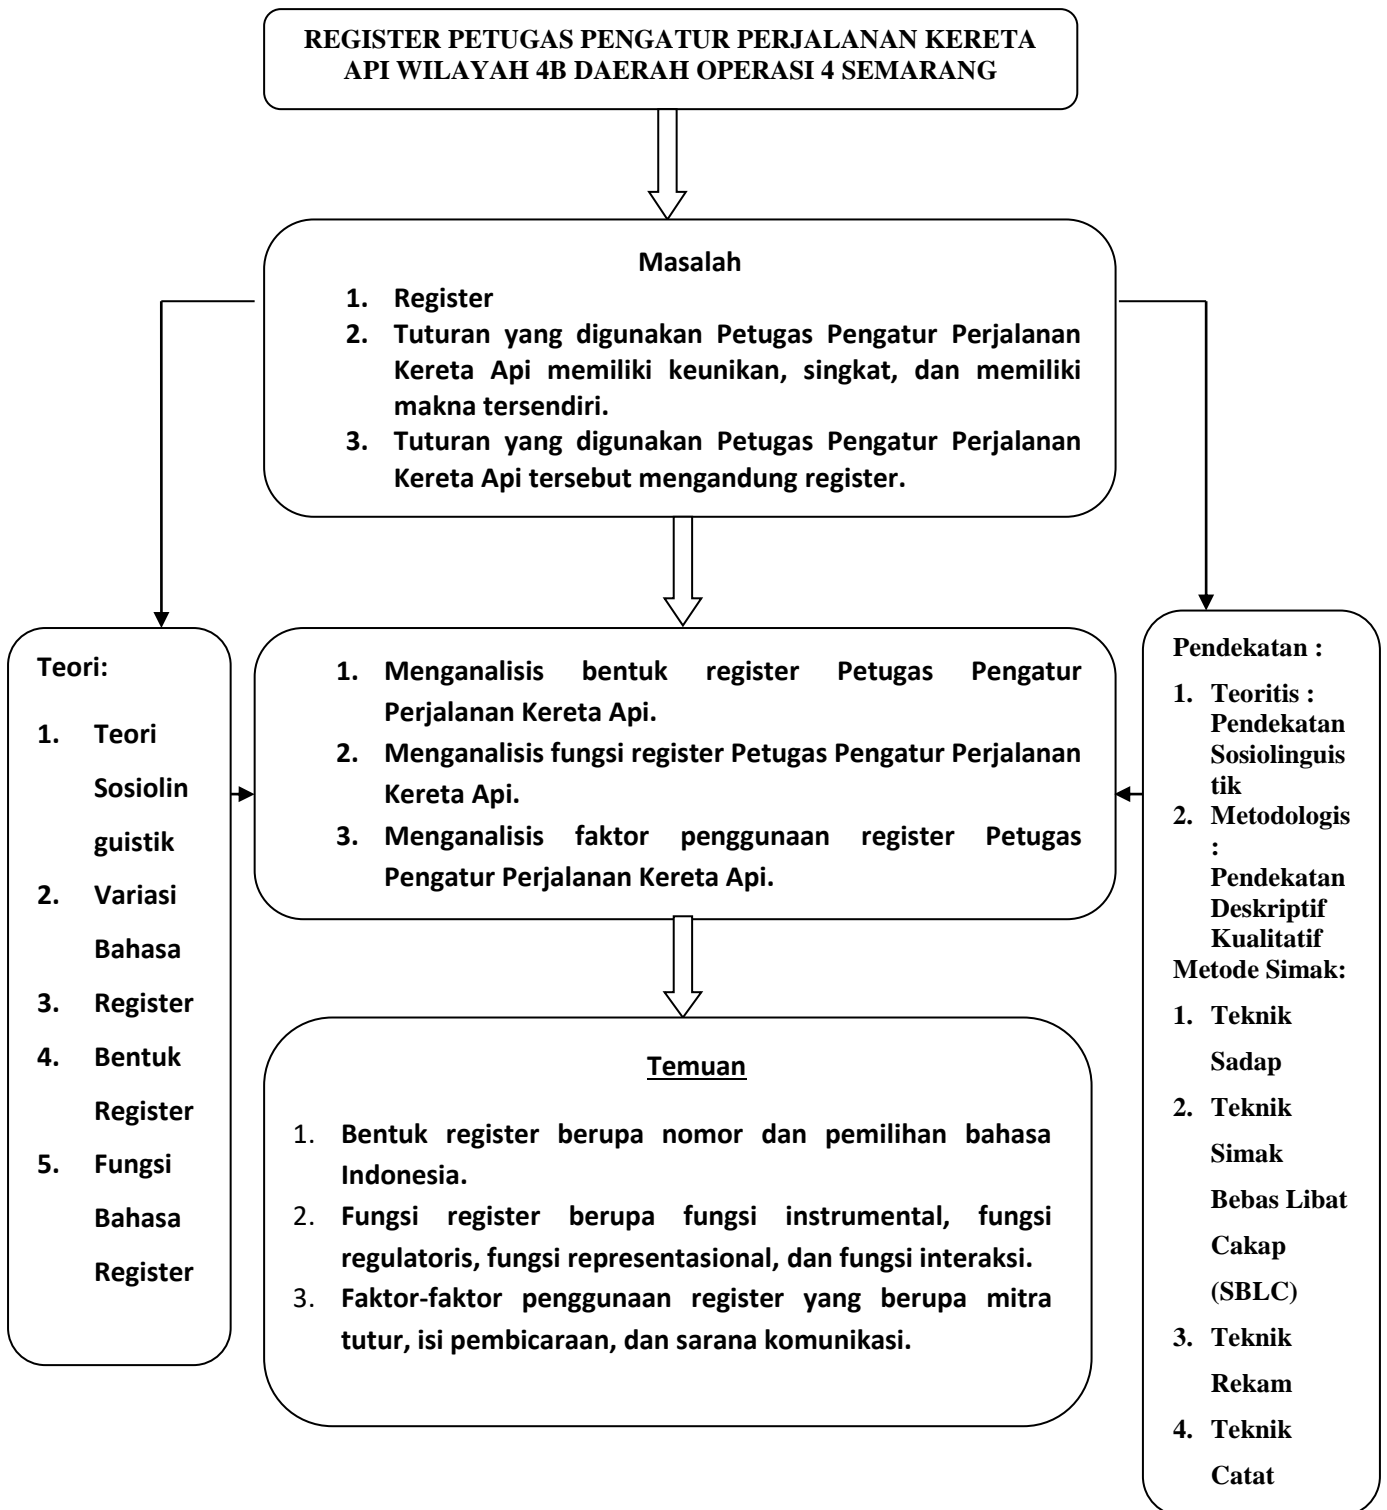 REGISTER PETUGAS PENGATUR PERJALANAN KERETA
API WILAYAH 4B DAERAH OPERASI 4 SEMARANG
Masalah
1. Register
2. Tuturan yang digunakan Petugas Pengatur Perjalanan
Kereta Api memiliki keunikan, singkat, dan memiliki
makna tersendiri.
3. Tuturan yang digunakan Petugas Pengatur Perjalanan
Kereta Api tersebut mengandung register.
Teori:
1. Teori
Sosiolin
guistik
2. Variasi
Bahasa
3. Register
4. Bentuk
Register
5. Fungsi
Bahasa
Register
1. Menganalisis bentuk register Petugas Pengatur
Perjalanan Kereta Api.
2. Menganalisis fungsi register Petugas Pengatur Perjalanan
Kereta Api.
3. Menganalisis faktor penggunaan register Petugas
Pengatur Perjalanan Kereta Api.
Pendekatan :
1. Teoritis :
Pendekatan
Sosiolinguis
tik
2. Metodologis
:
Pendekatan
Deskriptif
Kualitatif
Metode Simak:
1. Teknik
Sadap
2. Teknik
Simak
Bebas Libat
Cakap
(SBLC)
3. Teknik
Rekam
4. Teknik
Catat
Temuan
1. Bentuk register berupa nomor dan pemilihan bahasa
Indonesia.
2. Fungsi register berupa fungsi instrumental, fungsi
regulatoris, fungsi representasional, dan fungsi interaksi.
3. Faktor-faktor penggunaan register yang berupa mitra
tutur, isi pembicaraan, dan sarana komunikasi.